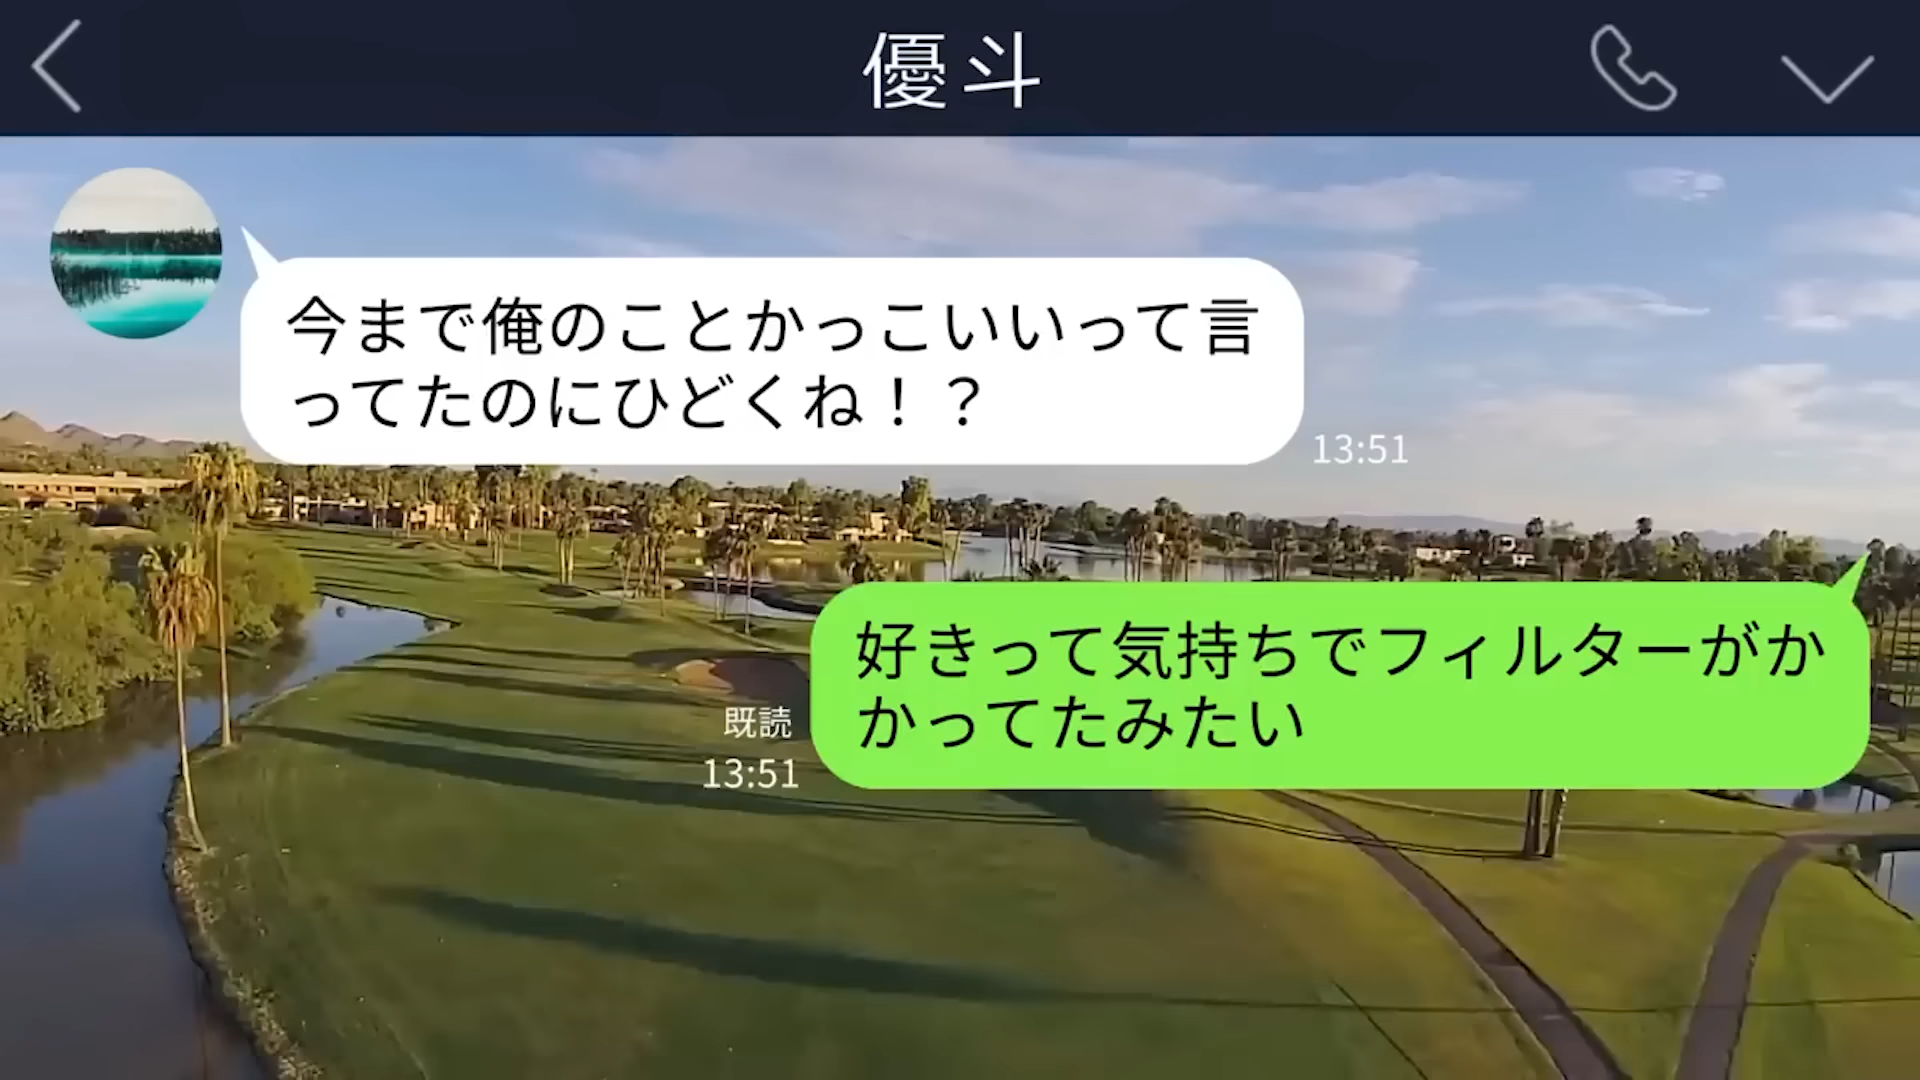 優斗
今まで俺のことかっこいいって言
ってたのにひどくね！？
13:51
好きって気持ちでフィルターがか
かってたみたい
既読
13:51